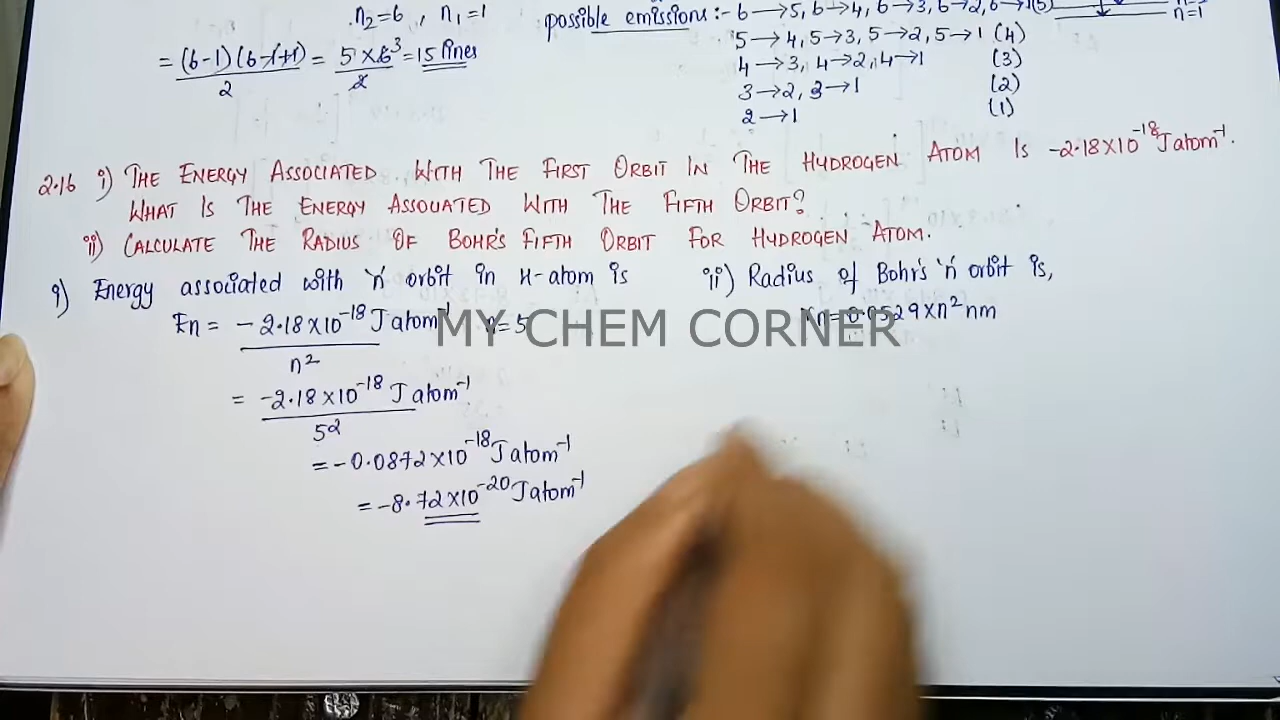 n2=6 , n1=1
= (6-1)(6-1+1) / 2 = 5×6 3 / 2 = 15 lines
possible emissions :- 6→5, 6→4, 6→3, 6→2, 6→1(5)
5→4, 5→3, 5→2, 5→1 (4)
4→3, 4→2, 4→1 (3)
3→2, 3→1 (2)
2→1 (1)
n=1
2.16 i) THE ENERGY ASSOCIATED WITH THE FIRST ORBIT IN THE HYDROGEN ATOM IS -2.18×10⁻¹⁸ J atom⁻¹.
WHAT IS THE ENERGY ASSOCIATED WITH THE FIFTH ORBIT?
ii) CALCULATE THE RADIUS OF BOHR'S FIFTH ORBIT FOR HYDROGEN ATOM.
i) Energy associated with 'n' orbit in H-atom is
En = -2.18×10⁻¹⁸ J atom⁻¹ / n² n=5
= -2.18×10⁻¹⁸ J atom⁻¹ / 5²
= -0.0872×10⁻¹⁸ J atom⁻¹
= -8.72×10⁻²⁰ J atom⁻¹
ii) Radius of Bohr's 'n' orbit is,
rn = 0.0529×n² nm
MY CHEM CORNER